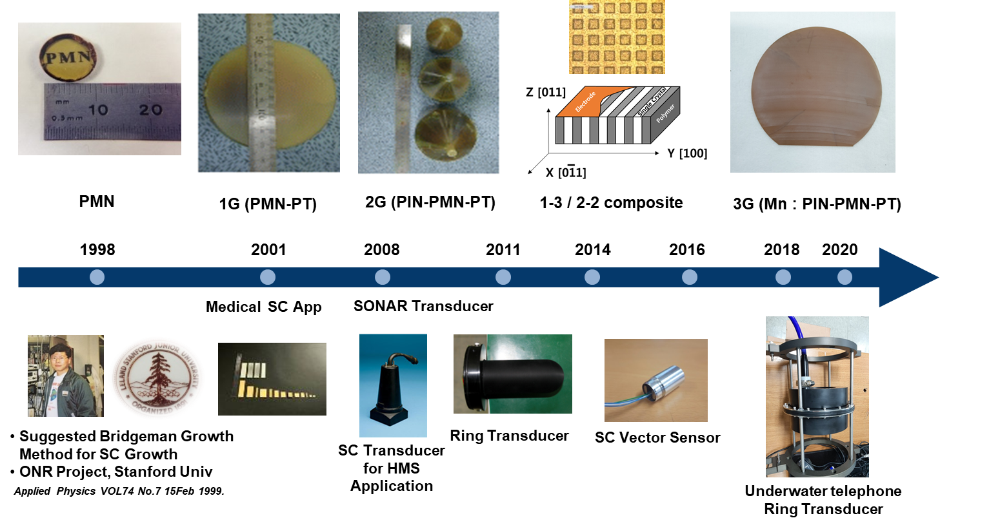 PMN
mm
0.5mm
10
20
50
100
Z [011]
Electrode
Single Crystal
Polymer
Y [100]
X [01̅1]
PMN
1G (PMN-PT)
2G (PIN-PMN-PT)
1-3 / 2-2 composite
3G (Mn : PIN-PMN-PT)
1998
2001
2008
2011
2014
2016
2018
2020
Medical SC App
SONAR Transducer
LELAND STANFORD JUNIOR UNIVERSITY
ORGANIZED 1891
• Suggested Bridgeman Growth
Method for SC Growth
• ONR Project, Stanford Univ
Applied Physics VOL74 No.7 15Feb 1999.
SC Transducer
for HMS
Application
Ring Transducer
SC Vector Sensor
Underwater telephone
Ring Transducer